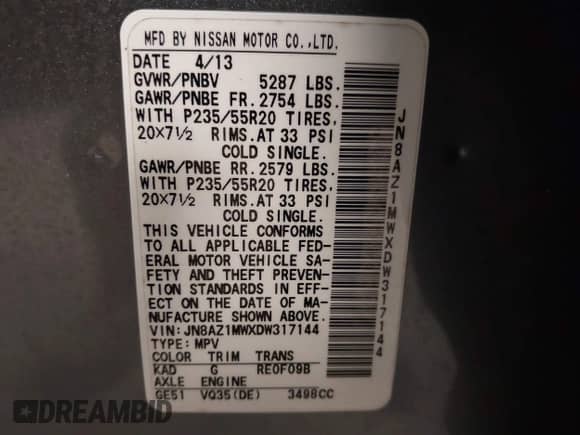 MFD BY NISSAN MOTOR CO.,LTD.
DATE 4/13
GVWR/PNBV 5287 LBS.
GAWR/PNBE FR. 2754 LBS.
WITH P235/55R20 TIRES,
20×7½ RIMS.AT 33 PSI
COLD SINGLE.
GAWR/PNBE RR. 2579 LBS.
WITH P235/55R20 TIRES,
20×7½ RIMS.AT 33 PSI
COLD SINGLE.
THIS VEHICLE CONFORMS
TO ALL APPLICABLE FED-
ERAL MOTOR VEHICLE SA-
FETY AND THEFT PREVEN-
TION STANDARDS IN EFF-
ECT ON THE DATE OF MA-
NUFACTURE SHOWN ABOVE.
VIN: JN8AZ1MWXDW317144
TYPE: MPV
COLOR TRIM TRANS
KAD G RE0F09B
AXLE ENGINE
GE51 VQ35(DE) 3498CC
JN8AZ1MWXDW317144
DREAMBID